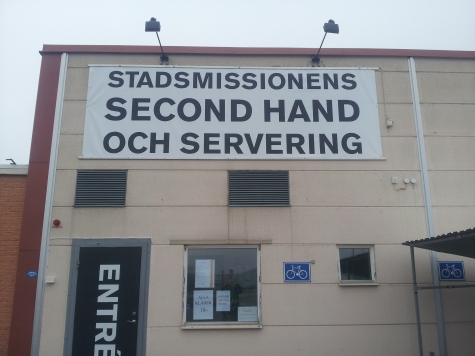 STADSMISSIONENS
SECOND HAND
OCH SERVERING
ENTRÉ